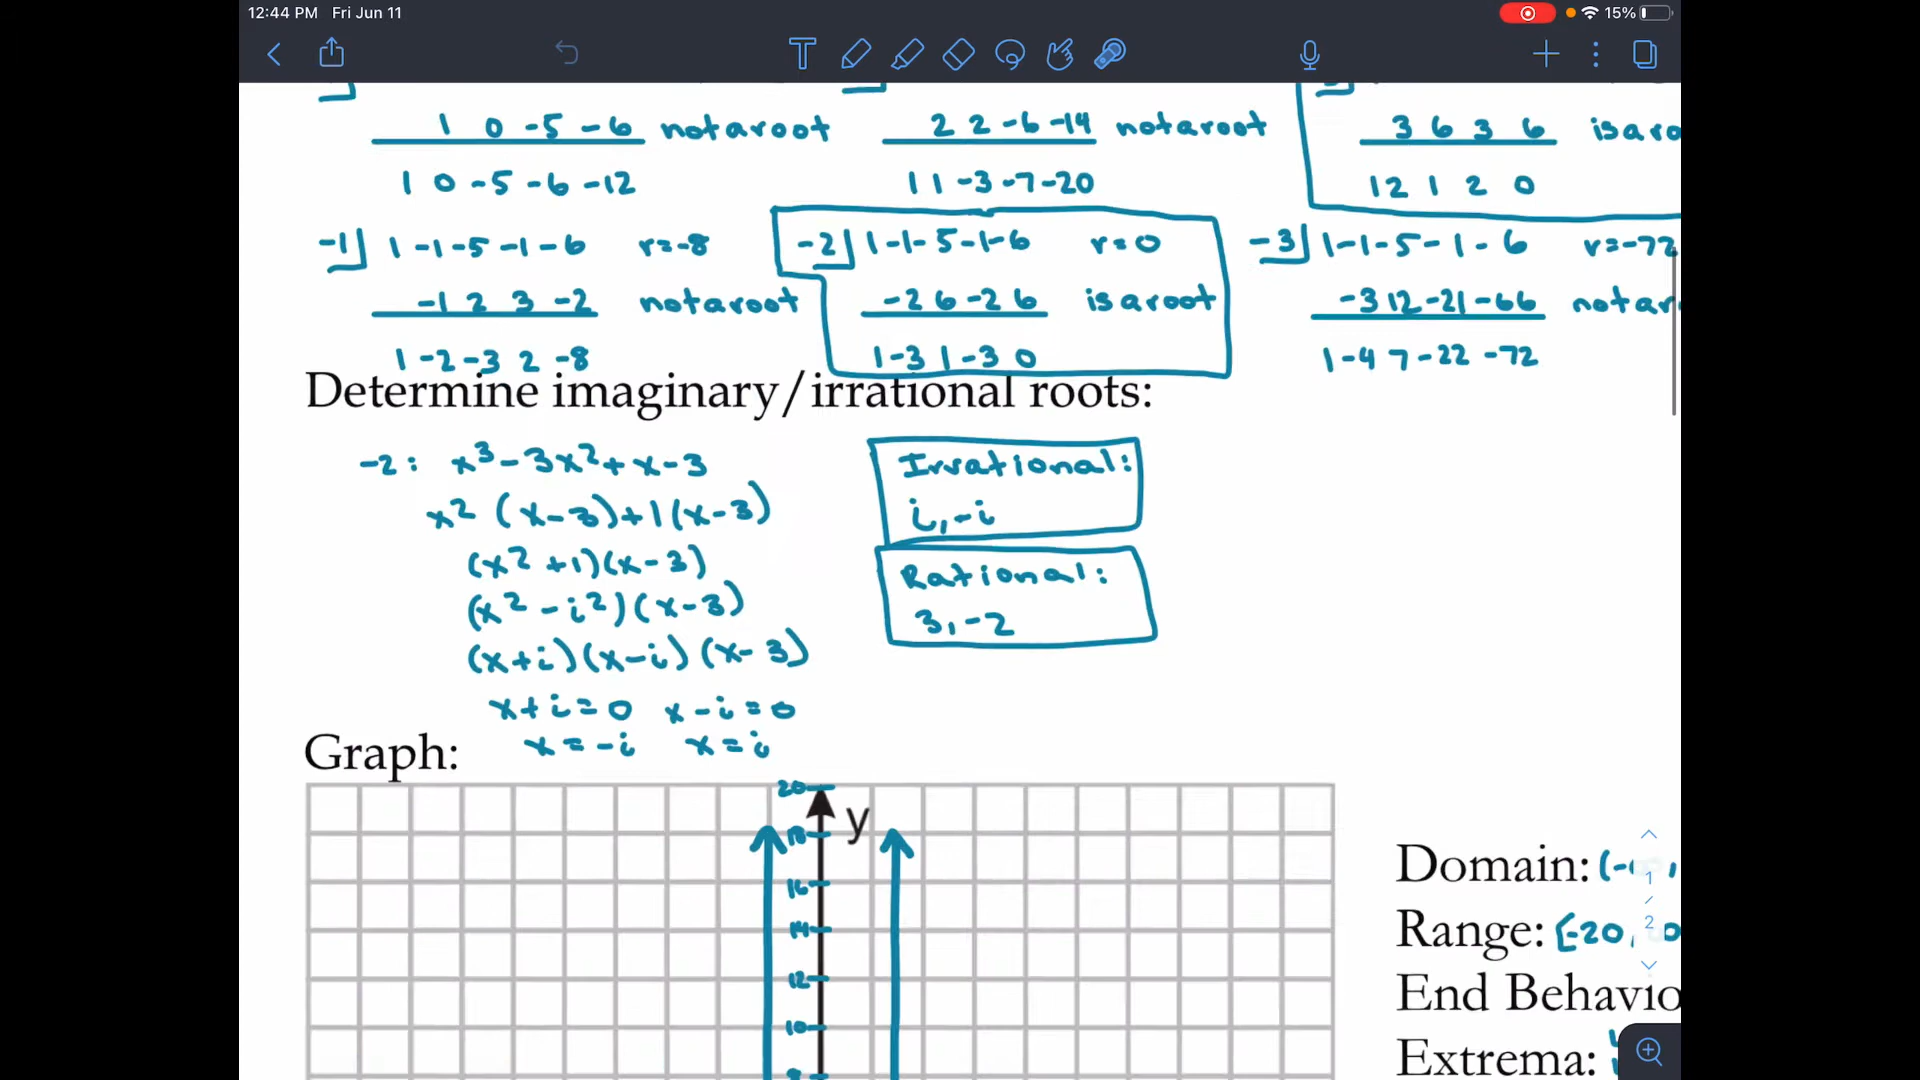 12:44 PM Fri Jun 11
15%
1 0 -5 -6 not a root
2 2 -6 -14 not a root
3 6 3 6 is a ro
1 0 -5 -6 -12
1 1 -3 -7 -20
1 2 1 2 0
-1 1 -1 -5 -1 -6 r=-8
-2 1 -1 -5 -1 -6 r=0
-3 1 -1 -5 -1 -6 r=-72
-1 2 3 -2 not a root
-2 6 -2 6 is a root
-3 12 -21 -66 not a r
1 -2 -3 2 -8
1 -3 1 -3 0
1 -4 7 -22 -72
Determine imaginary/irrational roots:
-2: x³-3x²+x-3
x² (x-3)+1(x-3)
(x²+1)(x-3)
(x²-i²)(x-3)
(x+i)(x-i)(x-3)
x+i=0 x-i=0
x=-i x=i
Irrational:
i,-i
Rational:
3,-2
Graph:
20
y
18
16
14
12
10
8
Domain: (-
Range: [-20,
End Behavio
Extrema:
1
/
2